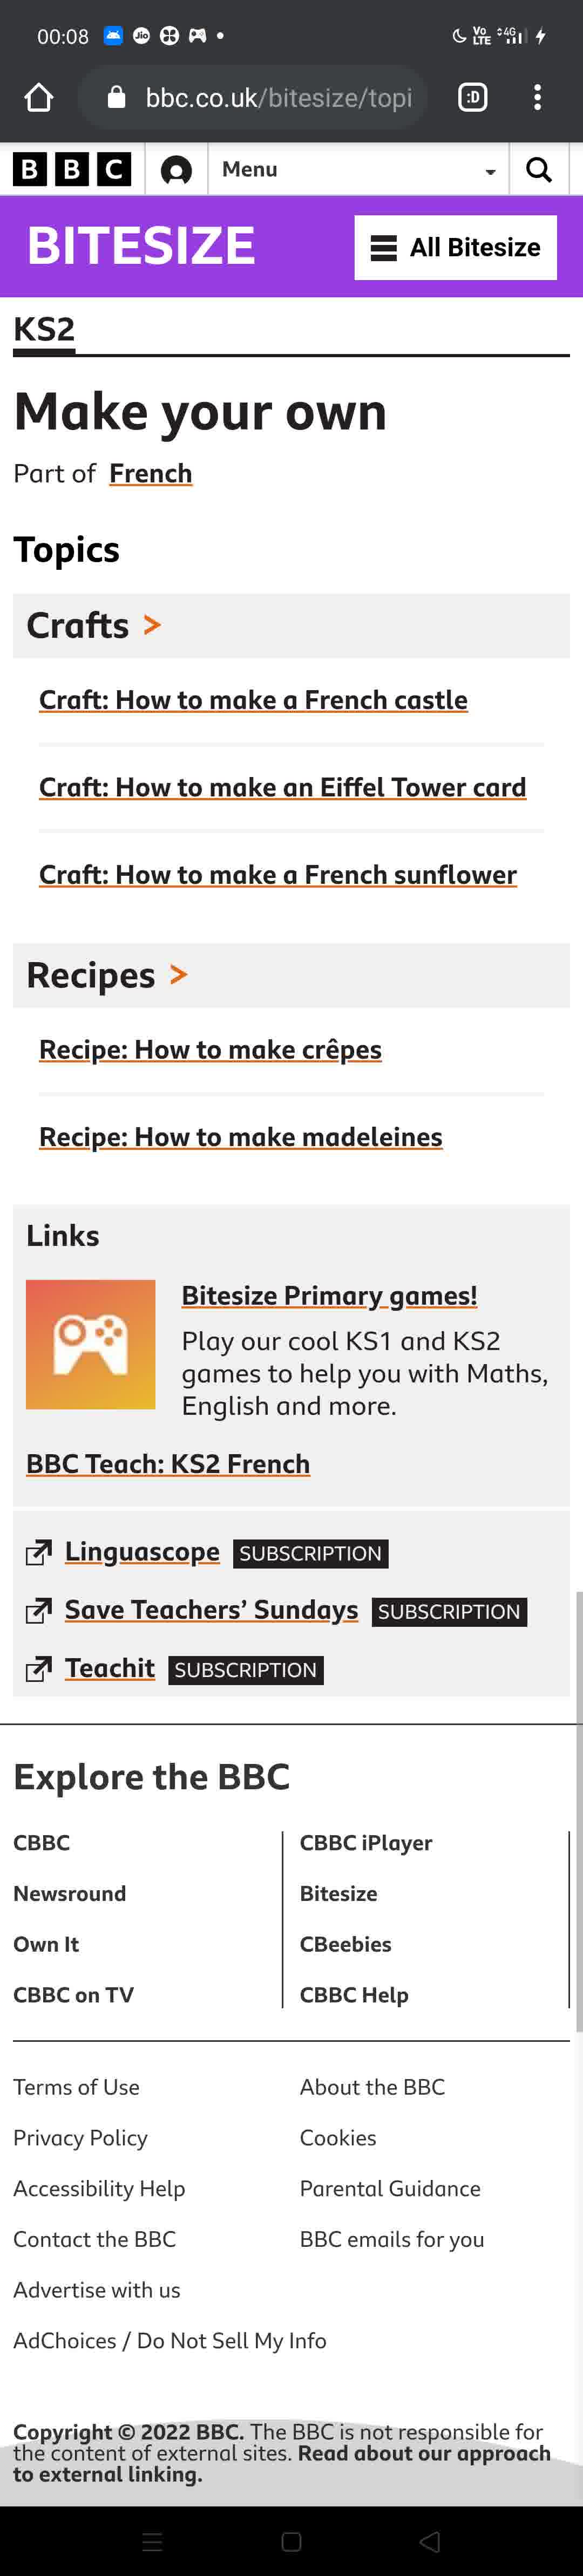 00:08
Jio
Vo LTE 4G
bbc.co.uk/bitesize/topi
:D
BBC
Menu
BITESIZE
All Bitesize
KS2
Make your own
Part of French
Topics
Crafts >
Craft: How to make a French castle
Craft: How to make an Eiffel Tower card
Craft: How to make a French sunflower
Recipes >
Recipe: How to make crêpes
Recipe: How to make madeleines
Links
Bitesize Primary games!
Play our cool KS1 and KS2
games to help you with Maths,
English and more.
BBC Teach: KS2 French
Linguascope SUBSCRIPTION
Save Teachers’ Sundays SUBSCRIPTION
Teachit SUBSCRIPTION
Explore the BBC
CBBC
CBBC iPlayer
Newsround
Bitesize
Own It
CBeebies
CBBC on TV
CBBC Help
Terms of Use
About the BBC
Privacy Policy
Cookies
Accessibility Help
Parental Guidance
Contact the BBC
BBC emails for you
Advertise with us
AdChoices / Do Not Sell My Info
Copyright © 2022 BBC. The BBC is not responsible for
the content of external sites. Read about our approach
to external linking.